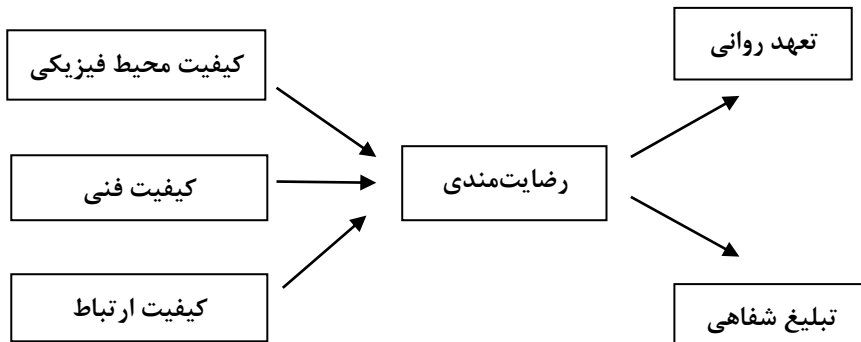 تعهد روانی
کیفیت محیط فیزیکی
رضایت‌مندی
کیفیت فنی
کیفیت ارتباط
تبلیغ شفاهی